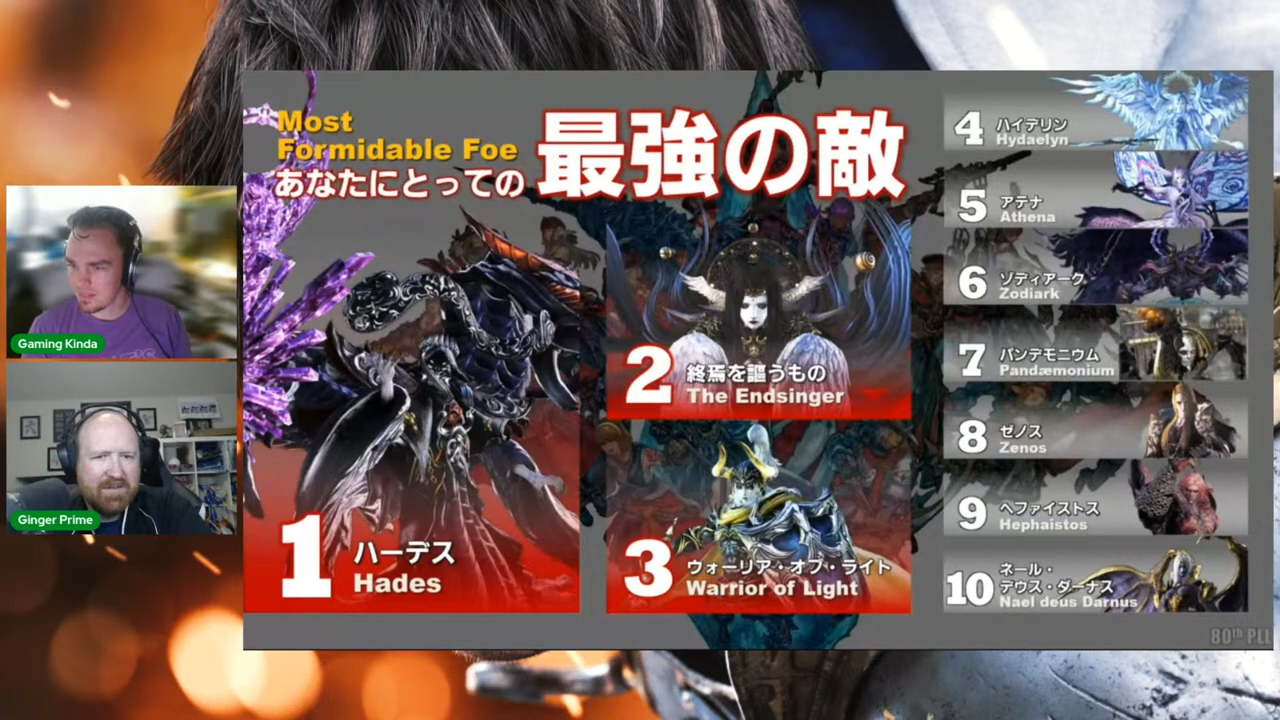 Most
Formidable Foe
あなたにとっての
最強の敵
1
ハーデス
Hades
2
終焉を謳うもの
The Endsinger
3
ウォーリア・オブ・ライト
Warrior of Light
4
ハイデリン
Hydaelyn
5
アテナ
Athena
6
ゾディアーク
Zodiark
7
パンデモニウム
Pandæmonium
8
ゼノス
Zenos
9
ヘファイストス
Hephaistos
10
ネール・
デウス・ダーナス
Nael deus Darnus
80th PLL
Gaming Kinda
Ginger Prime